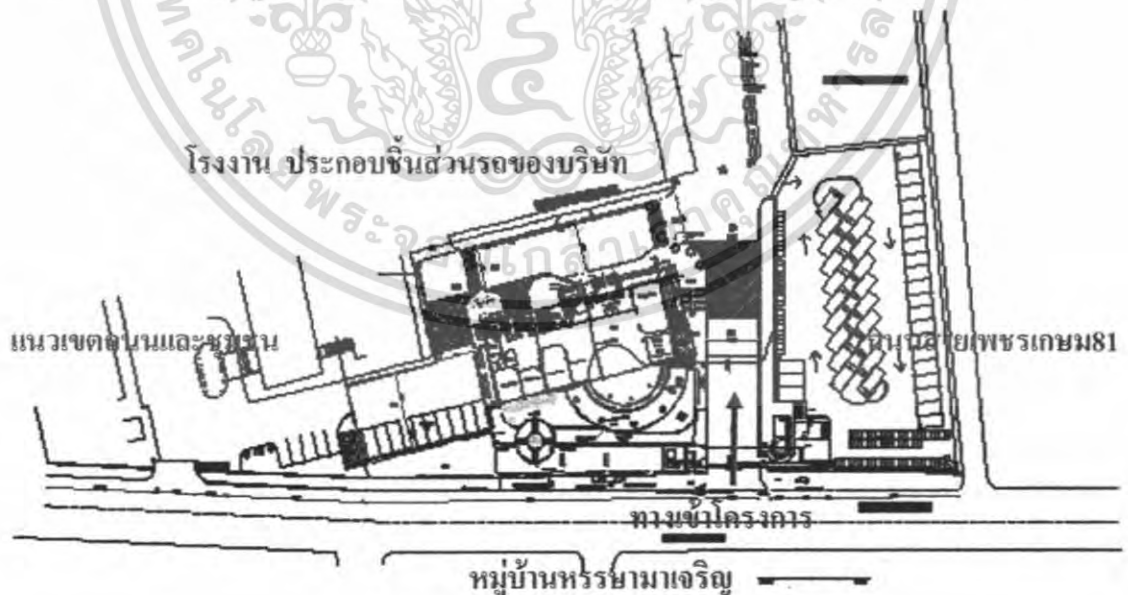 โรงงาน ประกอบชิ้นส่วนรถของบริษัท
แนวเขตถนนและชุมชน
ถนนสายเพชรเกษม81
ทางเข้าโครงการ
หมู่บ้านหรรษามาเจริญ